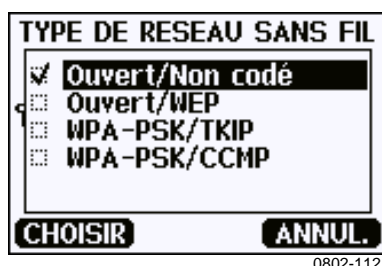 TYPE DE RESEAU SANS FIL
Ouvert/Non codé
Ouvert/WEP
WPA-PSK/TKIP
WPA-PSK/CCMP
CHOISIR ANNUL.
0802-112